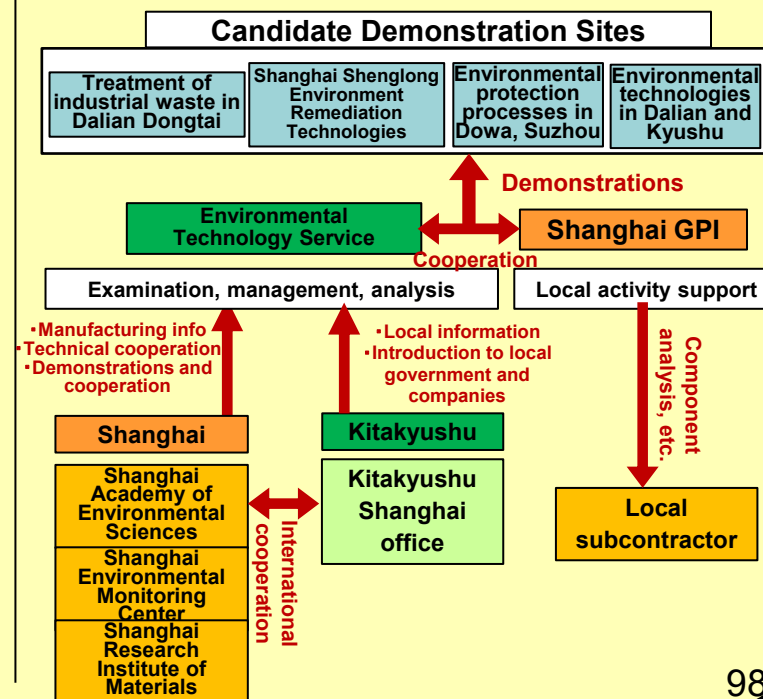 Candidate Demonstration Sites
Treatment of
industrial waste in
Dalian Dongtai
Shanghai Shenglong
Environment
Remediation
Technologies
Environmental
protection
processes in
Dowa, Suzhou
Environmental
technologies
in Dalian and
Kyushu
Demonstrations
Environmental
Technology Service
Shanghai GPI
Cooperation
Examination, management, analysis
Local activity support
・Manufacturing info
・Technical cooperation
・Demonstrations and
cooperation
・Local information
・Introduction to local
government and
companies
Component
analysis, etc.
Shanghai
Kitakyushu
Shanghai
Academy of
Environmental
Sciences
Shanghai
Environmental
Monitoring
Center
Shanghai
Research
Institute of
Materials
International
cooperation
Kitakyushu
Shanghai
office
Local
subcontractor
98